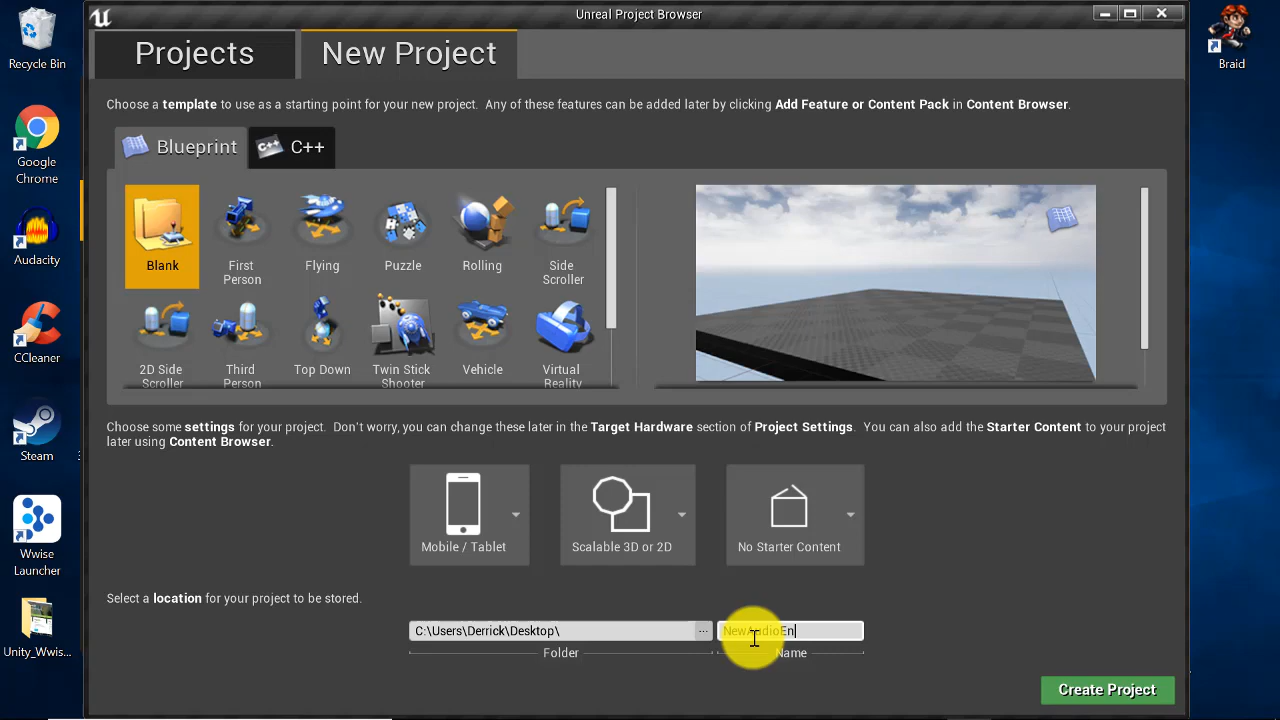 Unreal Project Browser
Recycle Bin
Google Chrome
Audacity
CCleaner
Steam
Wwise Launcher
Unity_Wwis...
Braid
Projects
New Project
Choose a template to use as a starting point for your new project. Any of these features can be added later by clicking Add Feature or Content Pack in Content Browser.
Blueprint
C++
Blank
First Person
Flying
Puzzle
Rolling
Side Scroller
2D Side Scroller
Third Person
Top Down
Twin Stick Shooter
Vehicle
Virtual Reality
Choose some settings for your project. Don't worry, you can change these later in the Target Hardware section of Project Settings. You can also add the Starter Content to your project
later using Content Browser.
Mobile / Tablet
Scalable 3D or 2D
No Starter Content
Select a location for your project to be stored.
C:\Users\Derrick\Desktop\
...
NewAudioEn
Folder
Name
Create Project